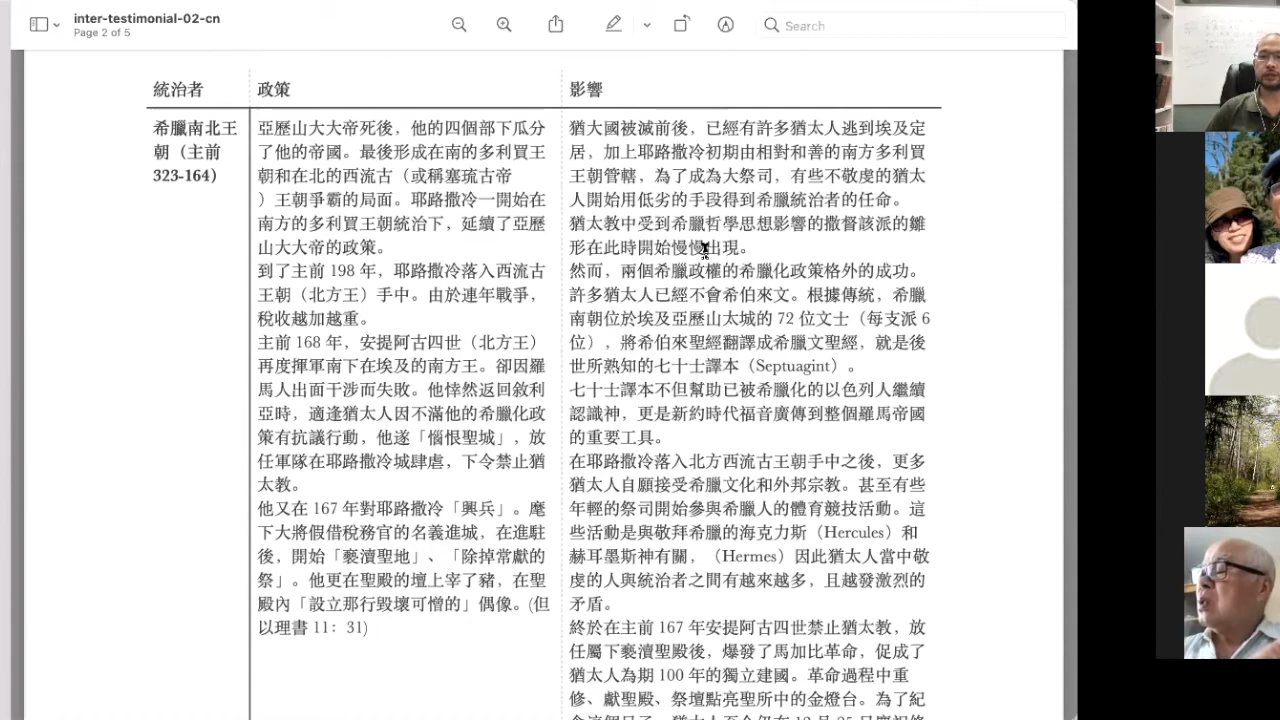 inter-testimonial-02-cn
Page 2 of 5
Search
統治者
政策
影響
希臘南北王
朝（主前
323-164）
亞歷山大大帝死後，他的四個部下瓜分
了他的帝國。最後形成在南的多利買王
朝和在北的西流古（或稱塞琉古帝
）王朝爭霸的局面。耶路撒冷一開始在
南方的多利買王朝統治下，延續了亞歷
山大大帝的政策。
到了主前 198 年，耶路撒冷落入西流古
王朝（北方王）手中。由於連年戰爭，
稅收越加越重。
主前 168 年，安提阿古四世（北方王）
再度揮軍南下在埃及的南方王。卻因羅
馬人出面干涉而失敗。他悻然返回敘利
亞時，適逢猶太人因不滿他的希臘化政
策有抗議行動，他遂「惱恨聖城」，放
任軍隊在耶路撒冷城肆虐，下令禁止猶
太教。
他又在 167 年對耶路撒冷「興兵」。麾
下大將假借稅務官的名義進城，在進駐
後，開始「褻瀆聖地」、「除掉常獻的
祭」。他更在聖殿的壇上宰了豬，在聖
殿內「設立那行毀壞可憎的」偶像。(但
以理書 11：31)
猶大國被滅前後，已經有許多猶太人逃到埃及定
居，加上耶路撒冷初期由相對和善的南方多利買
王朝管轄，為了成為大祭司，有些不敬虔的猶太
人開始用低劣的手段得到希臘統治者的任命。
猶太教中受到希臘哲學思想影響的撒督該派的雛
形在此時開始慢慢出現。
然而，兩個希臘政權的希臘化政策格外的成功。
許多猶太人已經不會希伯來文。根據傳統，希臘
南朝位於埃及亞歷山太城的 72 位文士（每支派 6
位），將希伯來聖經翻譯成希臘文聖經，就是後
世所熟知的七十士譯本（Septuagint）。
七十士譯本不但幫助已被希臘化的以色列人繼續
認識神，更是新約時代福音廣傳到整個羅馬帝國
的重要工具。
在耶路撒冷落入北方西流古王朝手中之後，更多
猶太人自願接受希臘文化和外邦宗教。甚至有些
年輕的祭司開始參與希臘人的體育競技活動。這
些活動是與敬拜希臘的海克力斯（Hercules）和
赫耳墨斯神有關，（Hermes）因此猶太人當中敬
虔的人與統治者之間有越來越多，且越發激烈的
矛盾。
終於在主前 167 年安提阿古四世禁止猶太教，放
任屬下褻瀆聖殿後，爆發了馬加比革命，促成了
猶太人為期 100 年的獨立建國。革命過程中重
修、獻聖殿、祭壇點亮聖所中的金燈台。為了紀